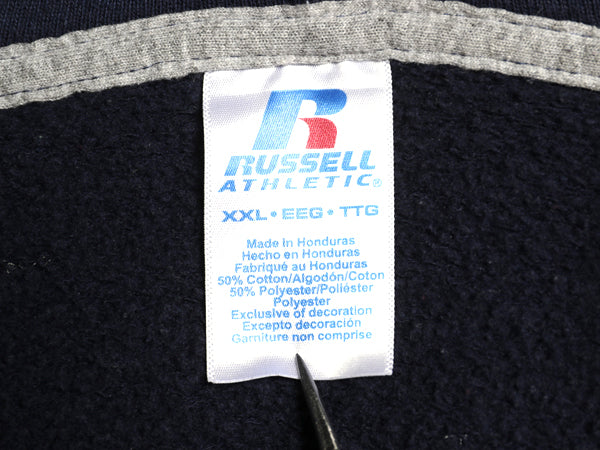 R
RUSSELL
ATHLETIC®
XXL • EEG • TTG
Made in Honduras
Hecho en Honduras
Fabriqué au Honduras
50% Cotton/Algodón/Coton
50% Polyester/Poliéster
Polyester
Exclusive of decoration
Excepto decoración
Garniture non comprise